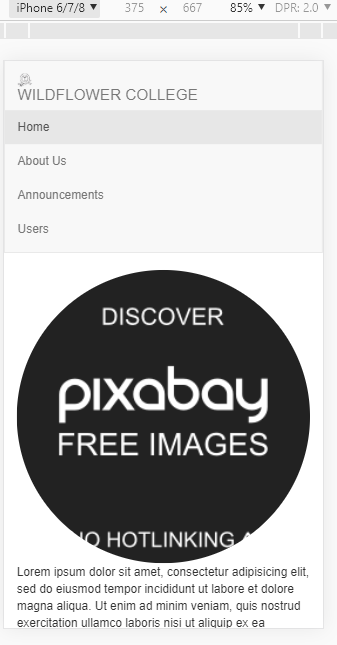 iPhone 6/7/8 ▼ 375 × 667 85% ▼ DPR: 2.0 ▼
WILDFLOWER COLLEGE
Home
About Us
Announcements
Users
DISCOVER
pixabay
FREE IMAGES
NO HOTLINKING A
Lorem ipsum dolor sit amet, consectetur adipisicing elit,
sed do eiusmod tempor incididunt ut labore et dolore
magna aliqua. Ut enim ad minim veniam, quis nostrud
exercitation ullamco laboris nisi ut aliquip ex ea